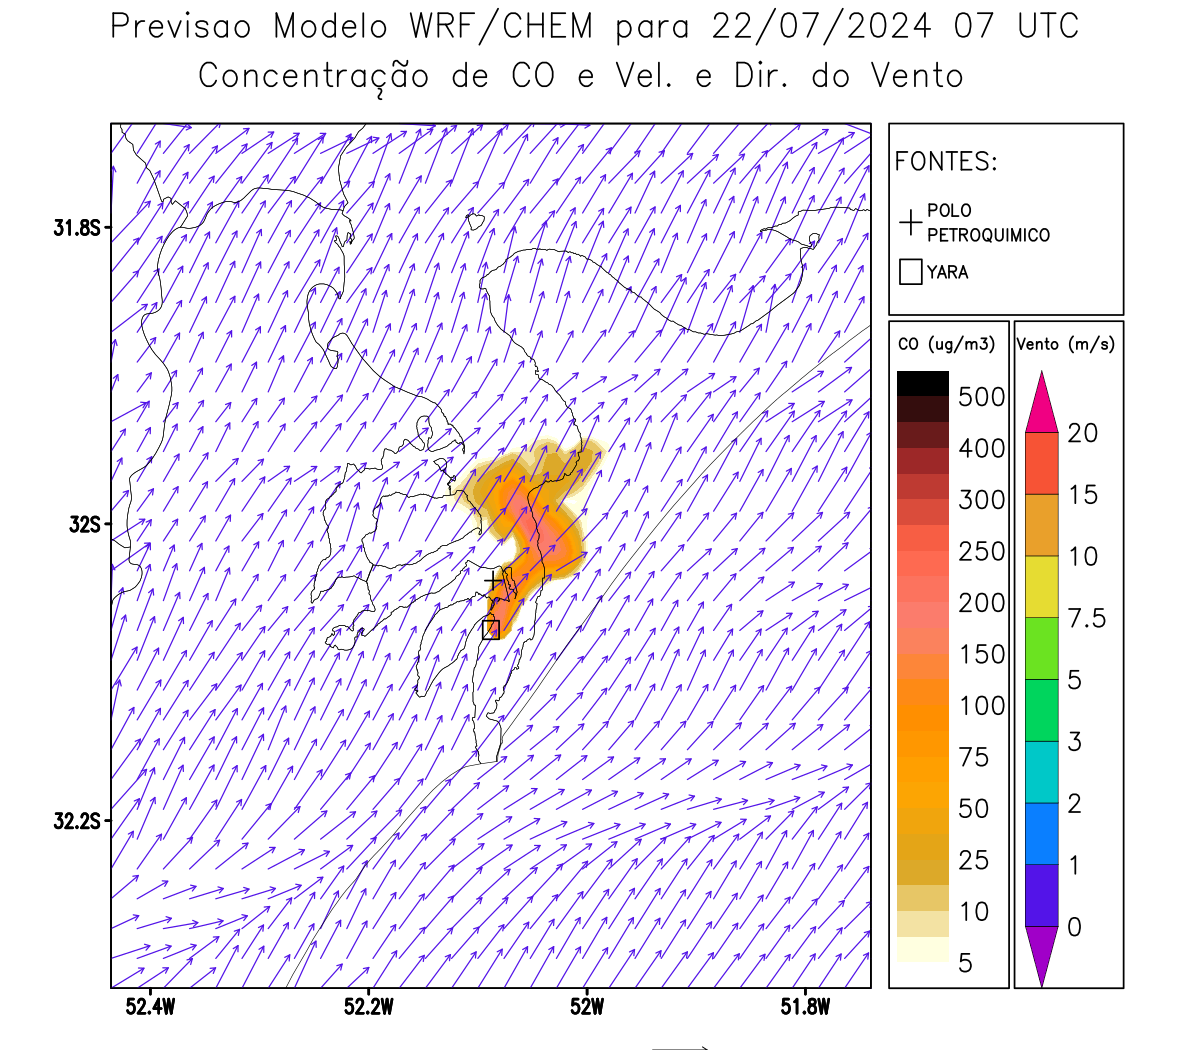 Previsao Modelo WRF/CHEM para 22/07/2024 07 UTC
Concentração de CO e Vel. e Dir. do Vento
FONTES:
POLO
PETROQUIMICO
YARA
CO (ug/m3)
500
400
300
250
200
150
100
75
50
25
10
5
Vento (m/s)
20
15
10
7.5
5
3
2
1
0
31.8S
32S
32.2S
52.4W
52.2W
52W
51.8W